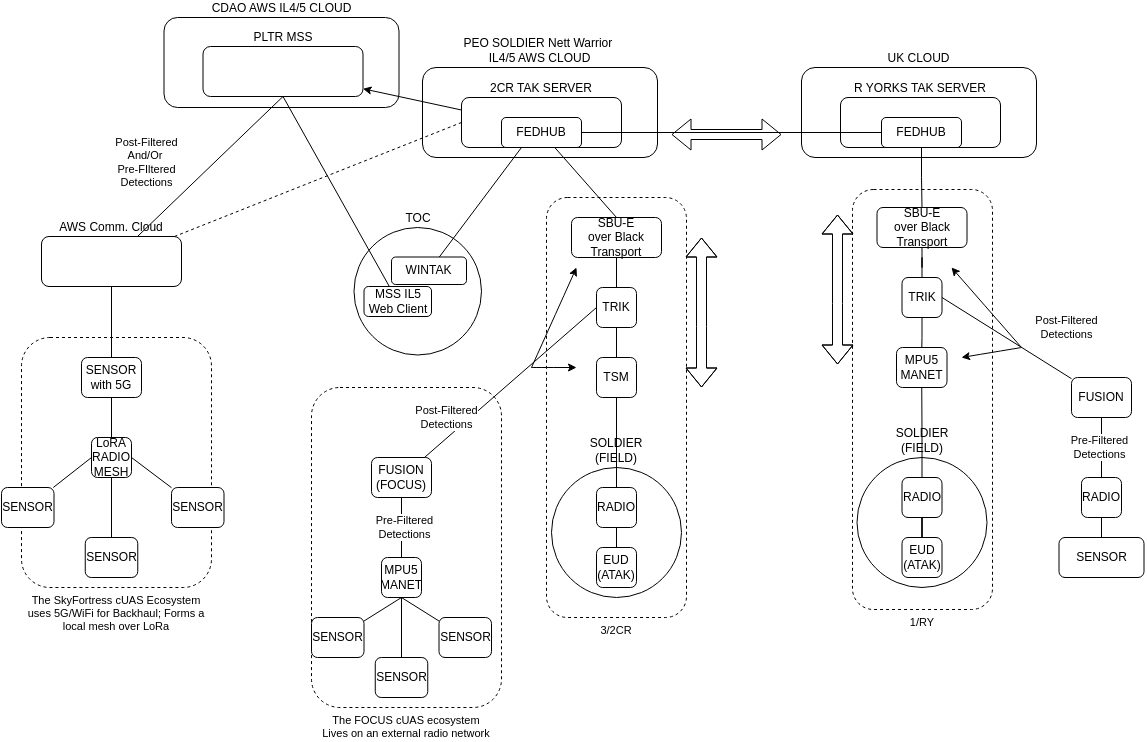 CDAO AWS IL4/5 CLOUD
PLTR MSS
PEO SOLDIER Nett Warrior
IL4/5 AWS CLOUD
2CR TAK SERVER
FEDHUB
UK CLOUD
R YORKS TAK SERVER
FEDHUB
Post-Filtered
And/Or
Pre-FIltered
Detections
AWS Comm. Cloud
TOC
WINTAK
MSS IL5
Web Client
SBU-E
over Black
Transport
TRIK
TSM
SOLDIER
(FIELD)
RADIO
EUD
(ATAK)
3/2CR
SBU-E
over Black
Transport
TRIK
MPU5
MANET
SOLDIER
(FIELD)
RADIO
EUD
(ATAK)
1/RY
Post-Filtered
Detections
FUSION
Pre-Filtered
Detections
RADIO
SENSOR
SENSOR
with 5G
LoRA
RADIO
MESH
SENSOR
SENSOR
SENSOR
The SkyFortress cUAS Ecosystem
uses 5G/WiFi for Backhaul; Forms a
local mesh over LoRa
Post-Filtered
Detections
FUSION
(FOCUS)
Pre-Filtered
Detections
MPU5
MANET
SENSOR
SENSOR
SENSOR
The FOCUS cUAS ecosystem
Lives on an external radio network